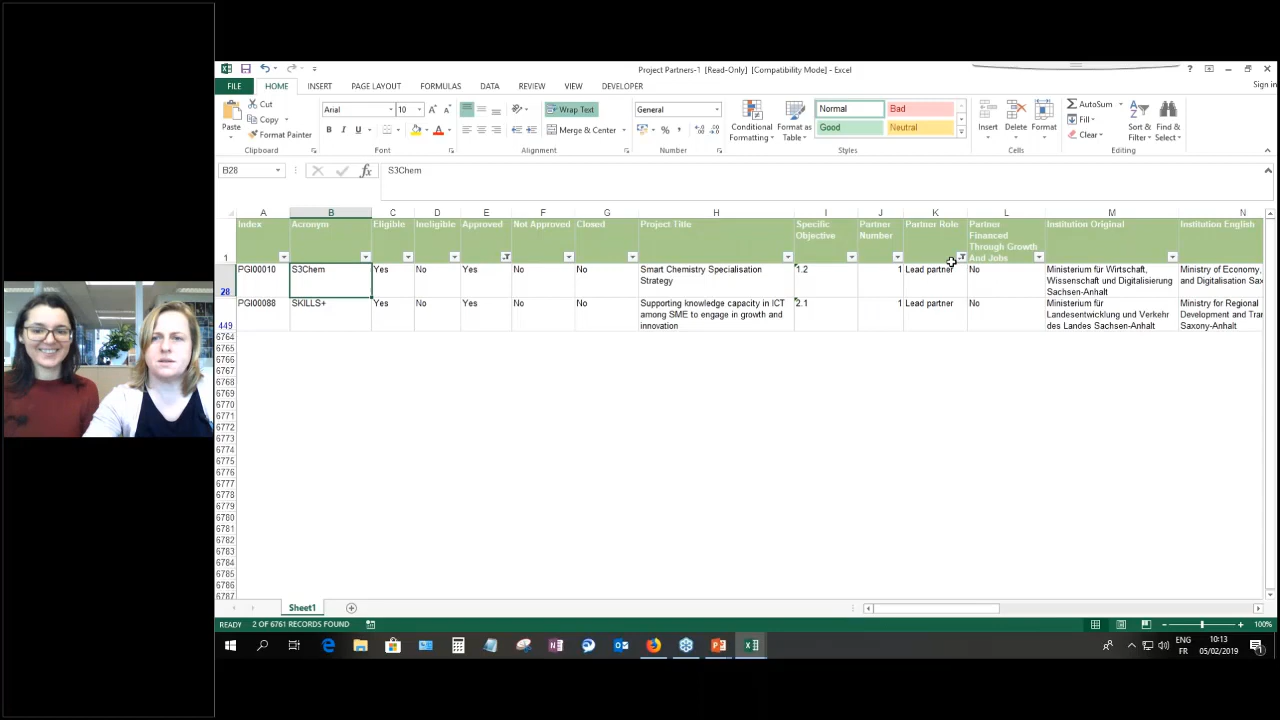 Project Partners-1 [Read-Only] [Compatibility Mode] - Excel
?
Sign in
FILE HOME INSERT PAGE LAYOUT FORMULAS DATA REVIEW VIEW DEVELOPER
Paste
Cut
Copy
Format Painter
Clipboard
Arial 10
B I U
Font
Wrap Text
Merge & Center
Alignment
General
Number
Conditional Formatting
Format as Table
Normal Bad
Good Neutral
Styles
Insert Delete Format
Cells
AutoSum
Fill
Clear
Sort & Filter
Find & Select
Editing
B28 fx S3Chem
A B C D E F G H I J K L M N
1 Index Acronym Eligible Ineligible Approved Not Approved Closed Project Title Specific Objective Partner Number Partner Role Partner Financed Through Growth And Jobs Institution Original Institution English
28 PGI00010 S3Chem Yes No Yes No No Smart Chemistry Specialisation Strategy 1.2 1 Lead partner No Ministerium für Wirtschaft, Wissenschaft und Digitalisierung Sachsen-Anhalt Ministry of Economy, and Digitalisation Sax
449 PGI00088 SKILLS+ Yes No Yes No No Supporting knowledge capacity in ICT among SME to engage in growth and innovation 2.1 1 Lead partner No Ministerium für Landesentwicklung und Verkehr des Landes Sachsen-Anhalt Ministry for Regional Development and Tra Saxony-Anhalt
6764
6765
6766
6767
6768
6769
6770
6771
6772
6773
6774
6775
6776
6777
6778
6779
6780
6781
6782
6783
6784
6785
6786
6787
Sheet1
READY 2 OF 6761 RECORDS FOUND
100%
ENG 10:13
FR 05/02/2019